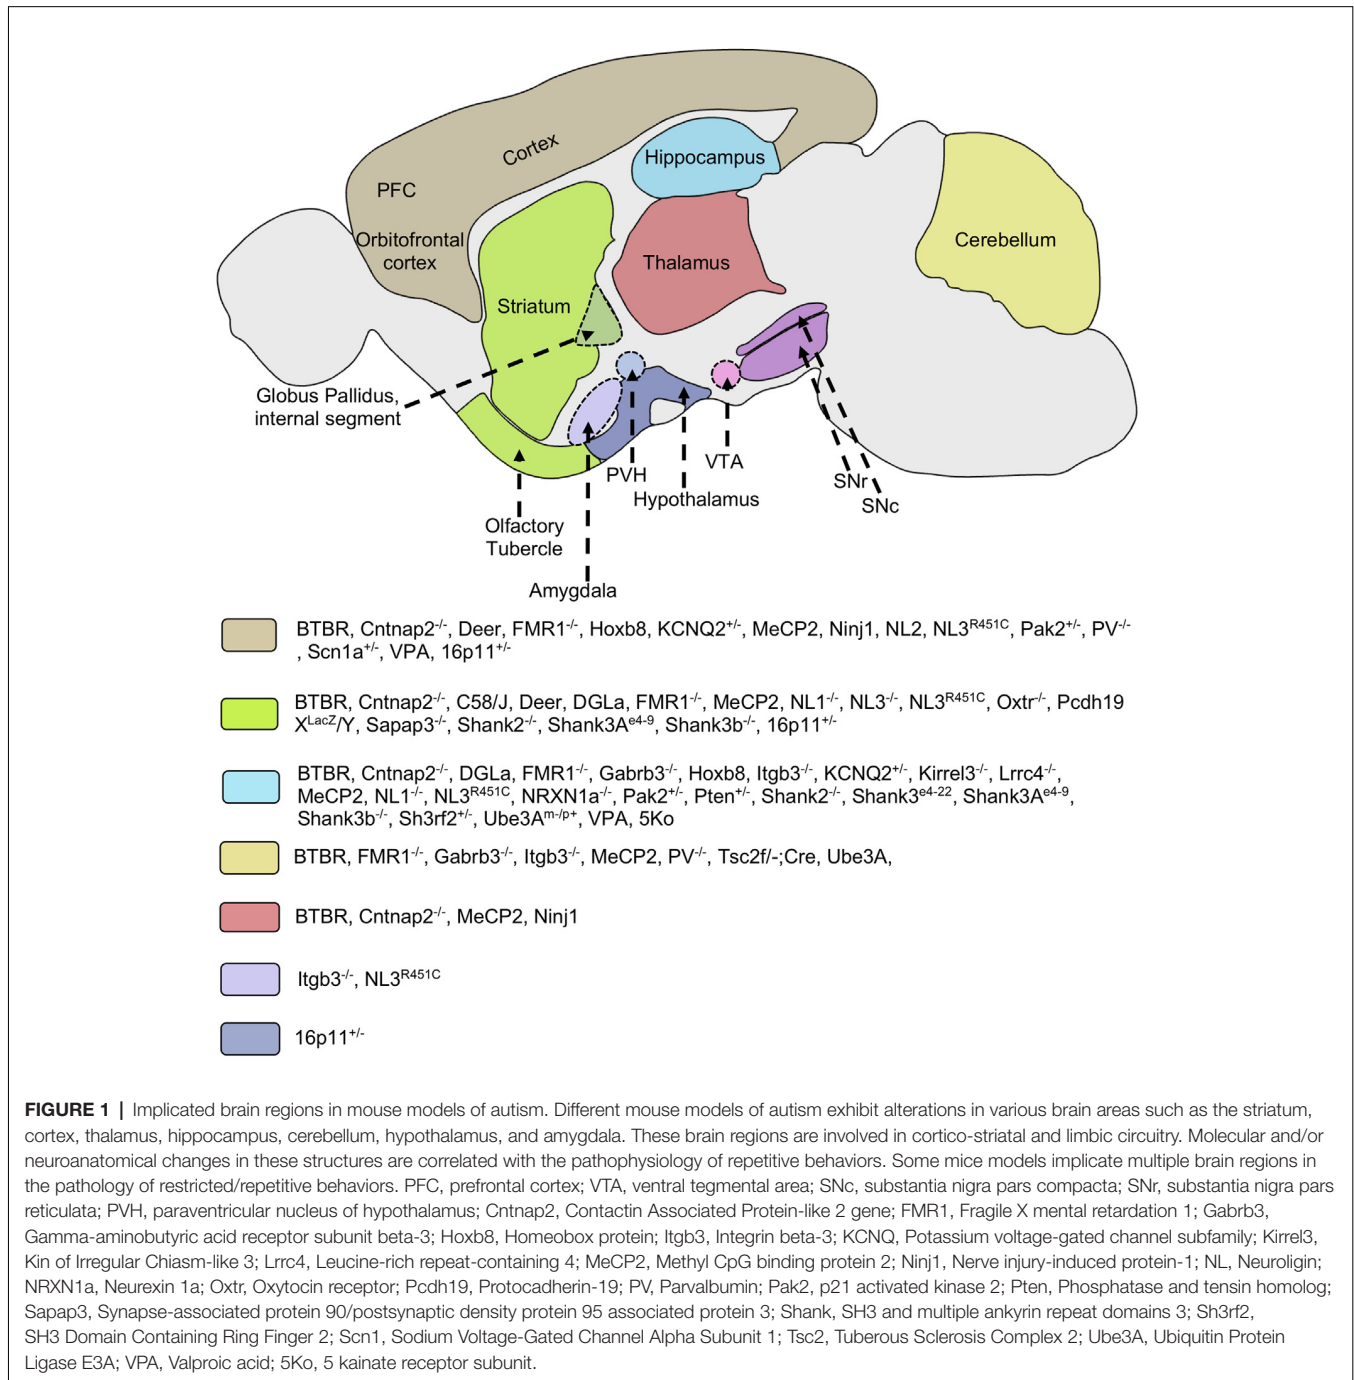 Cortex
Hippocampus
PFC
Orbitofrontal
cortex
Cerebellum
Thalamus
Striatum
Globus Pallidus,
internal segment
PVH
VTA
Hypothalamus
SNr
SNc
Olfactory
Tubercle
Amygdala
BTBR, Cntnap2-/-, Deer, FMR1-/-, Hoxb8, KCNQ2+/-, MeCP2, Ninj1, NL2, NL3R451C, Pak2+/-, PV-/-
, Scn1a+/-, VPA, 16p11+/-
BTBR, Cntnap2-/-, C58/J, Deer, DGLa, FMR1-/-, MeCP2, NL1-/-, NL3-/-, NL3R451C, Oxtr-/-, Pcdh19
XLacZ/Y, Sapap3-/-, Shank2-/-, Shank3Ae4-9, Shank3b-/-, 16p11+/-
BTBR, Cntnap2-/-, DGLa, FMR1-/-, Gabrb3-/-, Hoxb8, Itgb3-/-, KCNQ2+/-, Kirrel3-/-, Lrrc4-/-,
MeCP2, NL1-/-, NL3R451C, NRXN1a-/-, Pak2+/-, Pten+/-, Shank2-/-, Shank3e4-22, Shank3Ae4-9,
Shank3b-/-, Sh3rf2+/-, Ube3Am-/p+, VPA, 5Ko
BTBR, FMR1-/-, Gabrb3-/-, Itgb3-/-, MeCP2, PV-/-, Tsc2f/-;Cre, Ube3A,
BTBR, Cntnap2-/-, MeCP2, Ninj1
Itgb3-/-, NL3R451C
16p11+/-
FIGURE 1 | Implicated brain regions in mouse models of autism. Different mouse models of autism exhibit alterations in various brain areas such as the striatum,
cortex, thalamus, hippocampus, cerebellum, hypothalamus, and amygdala. These brain regions are involved in cortico-striatal and limbic circuitry. Molecular and/or
neuroanatomical changes in these structures are correlated with the pathophysiology of repetitive behaviors. Some mice models implicate multiple brain regions in
the pathology of restricted/repetitive behaviors. PFC, prefrontal cortex; VTA, ventral tegmental area; SNc, substantia nigra pars compacta; SNr, substantia nigra pars
reticulata; PVH, paraventricular nucleus of hypothalamus; Cntnap2, Contactin Associated Protein-like 2 gene; FMR1, Fragile X mental retardation 1; Gabrb3,
Gamma-aminobutyric acid receptor subunit beta-3; Hoxb8, Homeobox protein; Itgb3, Integrin beta-3; KCNQ, Potassium voltage-gated channel subfamily; Kirrel3,
Kin of Irregular Chiasm-like 3; Lrrc4, Leucine-rich repeat-containing 4; MeCP2, Methyl CpG binding protein 2; Ninj1, Nerve injury-induced protein-1; NL, Neuroligin;
NRXN1a, Neurexin 1a; Oxtr, Oxytocin receptor; Pcdh19, Protocadherin-19; PV, Parvalbumin; Pak2, p21 activated kinase 2; Pten, Phosphatase and tensin homolog;
Sapap3, Synapse-associated protein 90/postsynaptic density protein 95 associated protein 3; Shank, SH3 and multiple ankyrin repeat domains 3; Sh3rf2,
SH3 Domain Containing Ring Finger 2; Scn1, Sodium Voltage-Gated Channel Alpha Subunit 1; Tsc2, Tuberous Sclerosis Complex 2; Ube3A, Ubiquitin Protein
Ligase E3A; VPA, Valproic acid; 5Ko, 5 kainate receptor subunit.